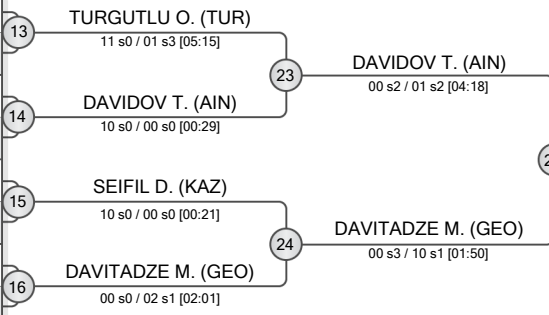 TURGUTLU O. (TUR)
13
11 s0 / 01 s3 [05:15]
23
DAVIDOV T. (AIN)
00 s2 / 01 s2 [04:18]
DAVIDOV T. (AIN)
14
10 s0 / 00 s0 [00:29]
SEIFIL D. (KAZ)
15
10 s0 / 00 s0 [00:21]
24
DAVITADZE M. (GEO)
00 s3 / 10 s1 [01:50]
DAVITADZE M. (GEO)
16
00 s0 / 02 s1 [02:01]